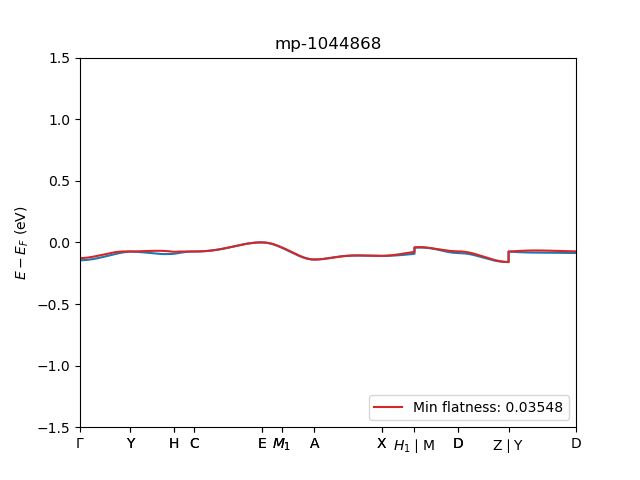 mp-1044868
E − E_F (eV)
1.5
1.0
0.5
0.0
−0.5
−1.0
−1.5
Min flatness: 0.03548
Γ Y H C E M₁ A X H₁ | M D Z | Y D